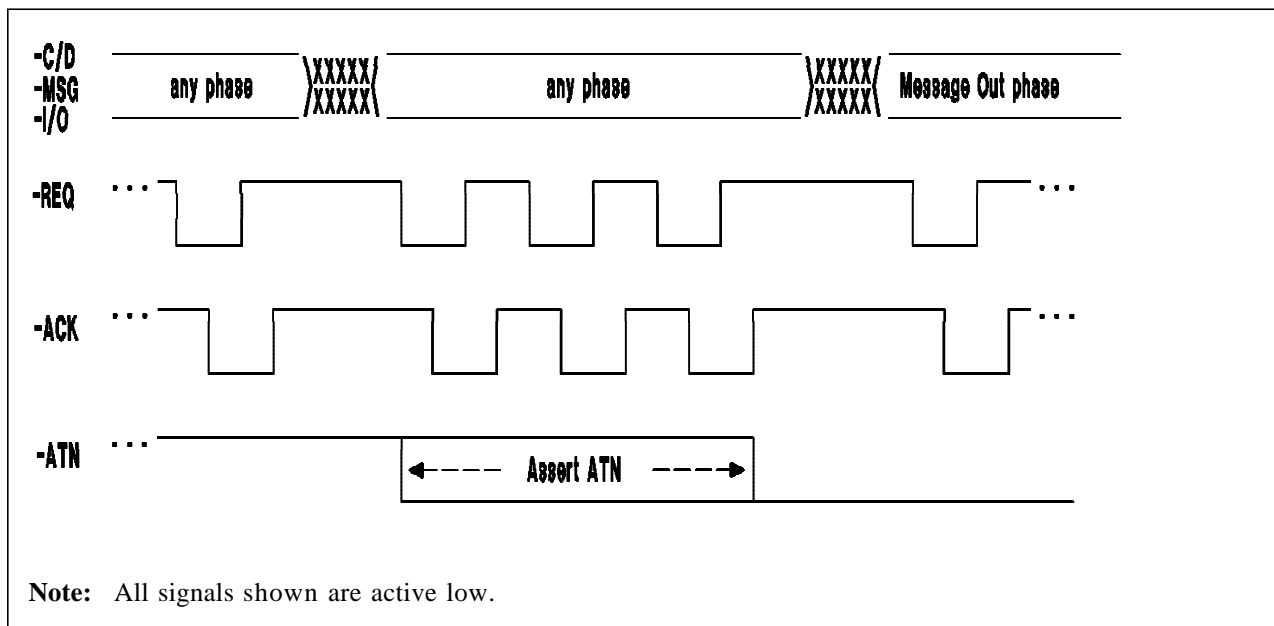 -C/D
-MSG
-I/O
any phase
XXXXX
XXXXX
any phase
XXXXX
XXXXX
Message Out phase
-REQ
...
...
-ACK
...
...
-ATN
...
Assert ATN
Note: All signals shown are active low.